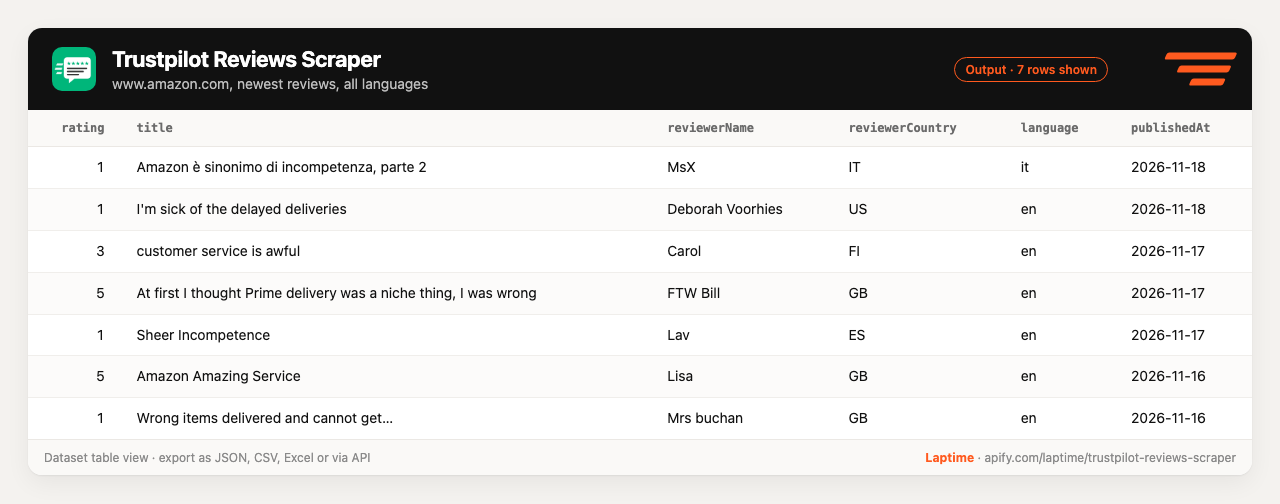 Trustpilot Reviews Scraper
www.amazon.com, newest reviews, all languages
Output · 7 rows shown
rating title reviewerName reviewerCountry language publishedAt
1 Amazon è sinonimo di incompetenza, parte 2 MsX IT it 2026-11-18
1 I'm sick of the delayed deliveries Deborah Voorhies US en 2026-11-18
3 customer service is awful Carol FI en 2026-11-17
5 At first I thought Prime delivery was a niche thing, I was wrong FTW Bill GB en 2026-11-17
1 Sheer Incompetence Lav ES en 2026-11-17
5 Amazon Amazing Service Lisa GB en 2026-11-16
1 Wrong items delivered and cannot get… Mrs buchan GB en 2026-11-16
Dataset table view · export as JSON, CSV, Excel or via API
Laptime · apify.com/laptime/trustpilot-reviews-scraper